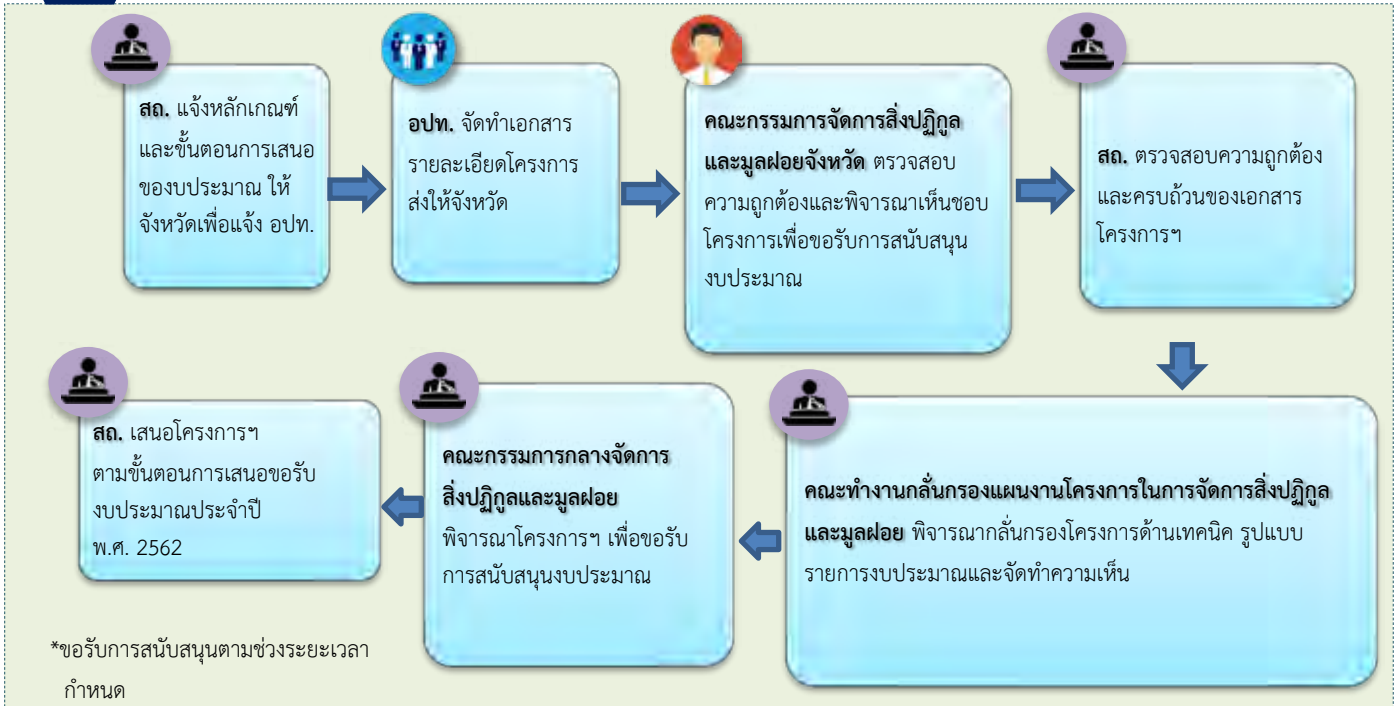 สถ. แจ้งหลักเกณฑ์
และขั้นตอนการเสนอ
ของบประมาณ ให้
จังหวัดเพื่อแจ้ง อปท.
อปท. จัดทำเอกสาร
รายละเอียดโครงการ
ส่งให้จังหวัด
คณะกรรมการจัดการสิ่งปฏิกูล
และมูลฝอยจังหวัด ตรวจสอบ
ความถูกต้องและพิจารณาเห็นชอบ
โครงการเพื่อขอรับการสนับสนุน
งบประมาณ
สถ. ตรวจสอบความถูกต้อง
และครบถ้วนของเอกสาร
โครงการฯ
คณะทำงานกลั่นกรองแผนงานโครงการในการจัดการสิ่งปฏิกูล
และมูลฝอย พิจารณากลั่นกรองโครงการด้านเทคนิค รูปแบบ
รายการงบประมาณและจัดทำความเห็น
คณะกรรมการกลางจัดการ
สิ่งปฏิกูลและมูลฝอย
พิจารณาโครงการฯ เพื่อขอรับ
การสนับสนุนงบประมาณ
สถ. เสนอโครงการฯ
ตามขั้นตอนการเสนอขอรับ
งบประมาณประจำปี
พ.ศ. 2562
*ขอรับการสนับสนุนตามช่วงระยะเวลา
กำหนด